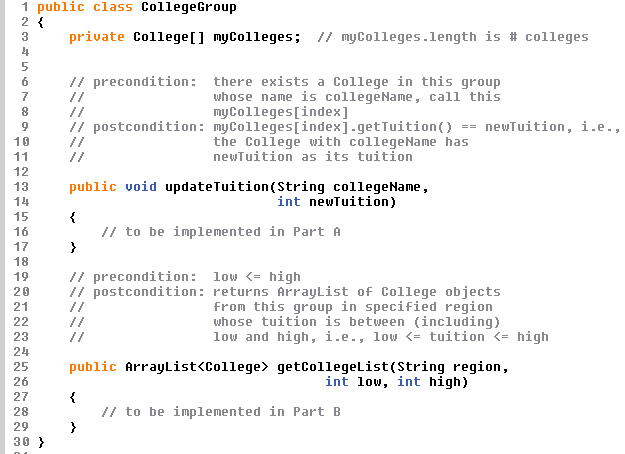 1 public class CollegeGroup
2 {
3 private College[] myColleges; // myColleges.length is # colleges
4
5
6 // precondition: there exists a College in this group
7 // whose name is collegeName, call this
8 // myColleges[index]
9 // postcondition: myColleges[index].getTuition() == newTuition, i.e.,
10 // the College with collegeName has
11 // newTuition as its tuition
12
13 public void updateTuition(String collegeName,
14 int newTuition)
15 {
16 // to be implemented in Part A
17 }
18
19 // precondition: low <= high
20 // postcondition: returns ArrayList of College objects
21 // from this group in specified region
22 // whose tuition is between (including)
23 // low and high, i.e., low <= tuition <= high
24
25 public ArrayList<College> getCollegeList(String region,
26 int low, int high)
27 {
28 // to be implemented in Part B
29 }
30 }